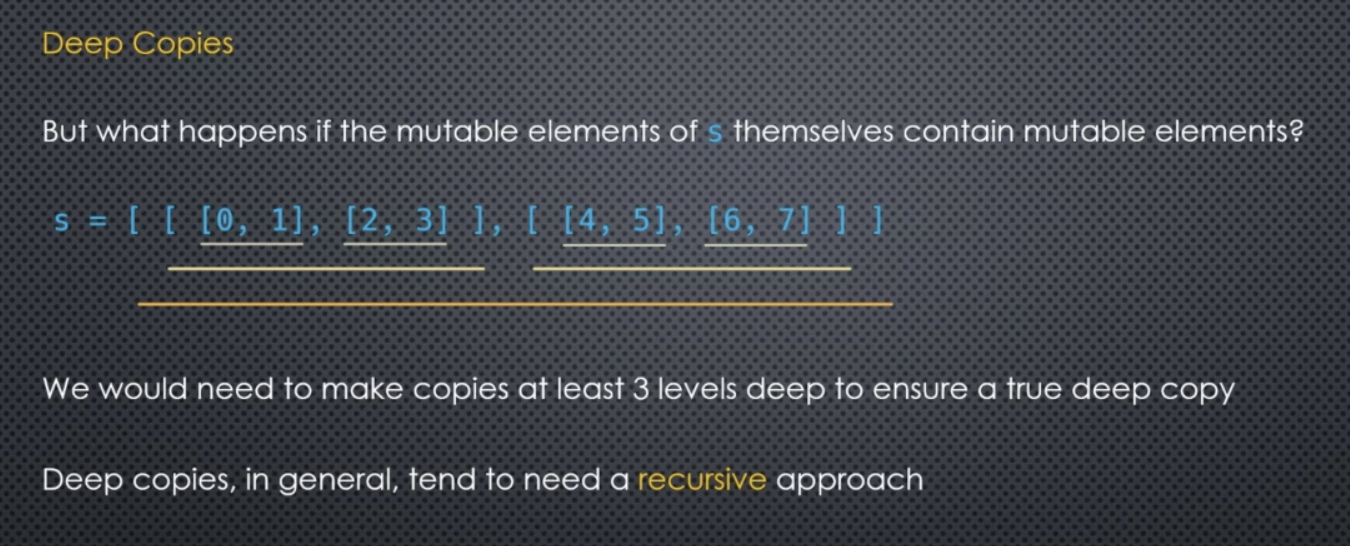 Deep Copies
But what happens if the mutable elements of s themselves contain mutable elements?
s = [ [ [0, 1], [2, 3] ], [ [4, 5], [6, 7] ] ]
We would need to make copies at least 3 levels deep to ensure a true deep copy
Deep copies, in general, tend to need a recursive approach